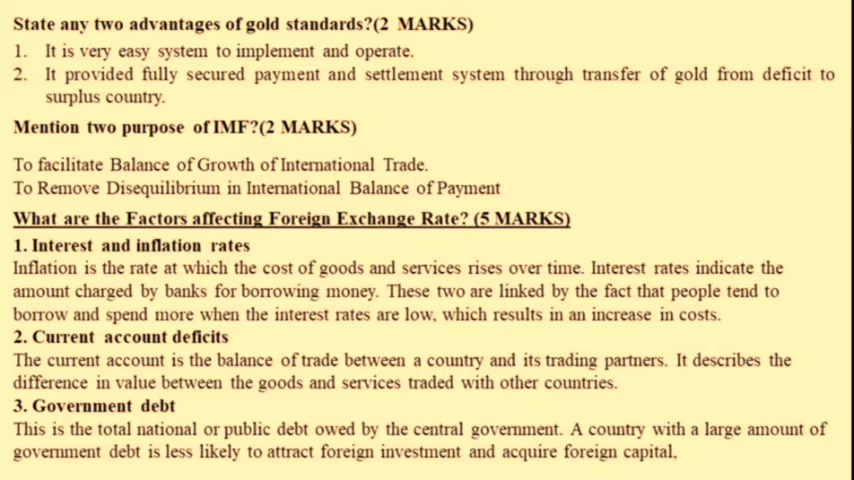 State any two advantages of gold standards?(2 MARKS)
1. It is very easy system to implement and operate.
2. It provided fully secured payment and settlement system through transfer of gold from deficit to
surplus country.
Mention two purpose of IMF?(2 MARKS)
To facilitate Balance of Growth of International Trade.
To Remove Disequilibrium in International Balance of Payment
What are the Factors affecting Foreign Exchange Rate? (5 MARKS)
1. Interest and inflation rates
Inflation is the rate at which the cost of goods and services rises over time. Interest rates indicate the
amount charged by banks for borrowing money. These two are linked by the fact that people tend to
borrow and spend more when the interest rates are low, which results in an increase in costs.
2. Current account deficits
The current account is the balance of trade between a country and its trading partners. It describes the
difference in value between the goods and services traded with other countries.
3. Government debt
This is the total national or public debt owed by the central government. A country with a large amount of
government debt is less likely to attract foreign investment and acquire foreign capital,